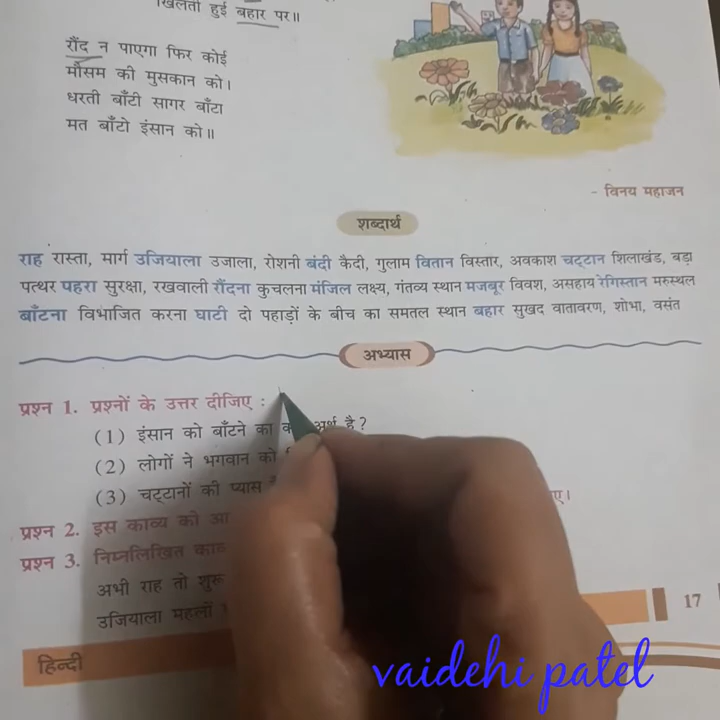 खिलती हुई बहार पर॥
रौंद न पाएगा फिर कोई
मौसम की मुसकान को।
धरती बाँटी सागर बाँटा
मत बाँटो इंसान को॥
- विनय महाजन
शब्दार्थ
राह रास्ता, मार्ग उजियाला उजाला, रोशनी बंदी कैदी, गुलाम वितान विस्तार, अवकाश चट्टान शिलाखंड, बड़ा
पत्थर पहरा सुरक्षा, रखवाली रौंदना कुचलना मंजिल लक्ष्य, गंतव्य स्थान मजबूर विवश, असहाय रेगिस्तान मरुस्थल
बाँटना विभाजित करना घाटी दो पहाड़ों के बीच का समतल स्थान बहार सुखद वातावरण, शोभा, वसंत
अभ्यास
प्रश्न 1. प्रश्नों के उत्तर दीजिए :
(1) इंसान को बाँटने का अर्थ है?
(2) लोगों ने भगवान को
(3) चट्टानों की प्यास
प्रश्न 2. इस काव्य को
प्रश्न 3. निम्नलिखित
अभी राह तो शुरू
उजियाला महलों
17
हिन्दी
vaidehi patel